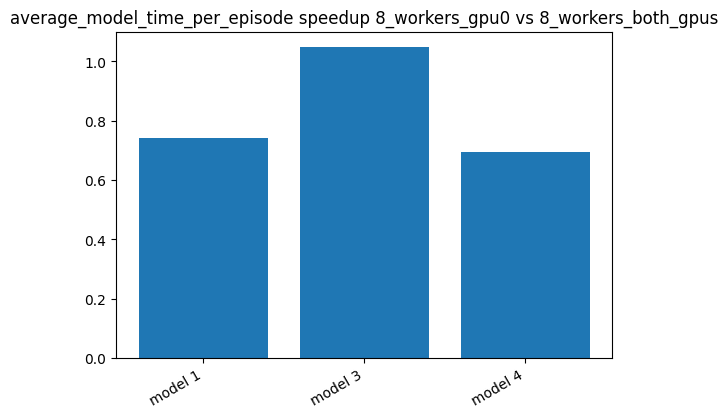 average_model_time_per_episode speedup 8_workers_gpu0 vs 8_workers_both_gpus
1.0
0.8
0.6
0.4
0.2
0.0
model 1
model 3
model 4